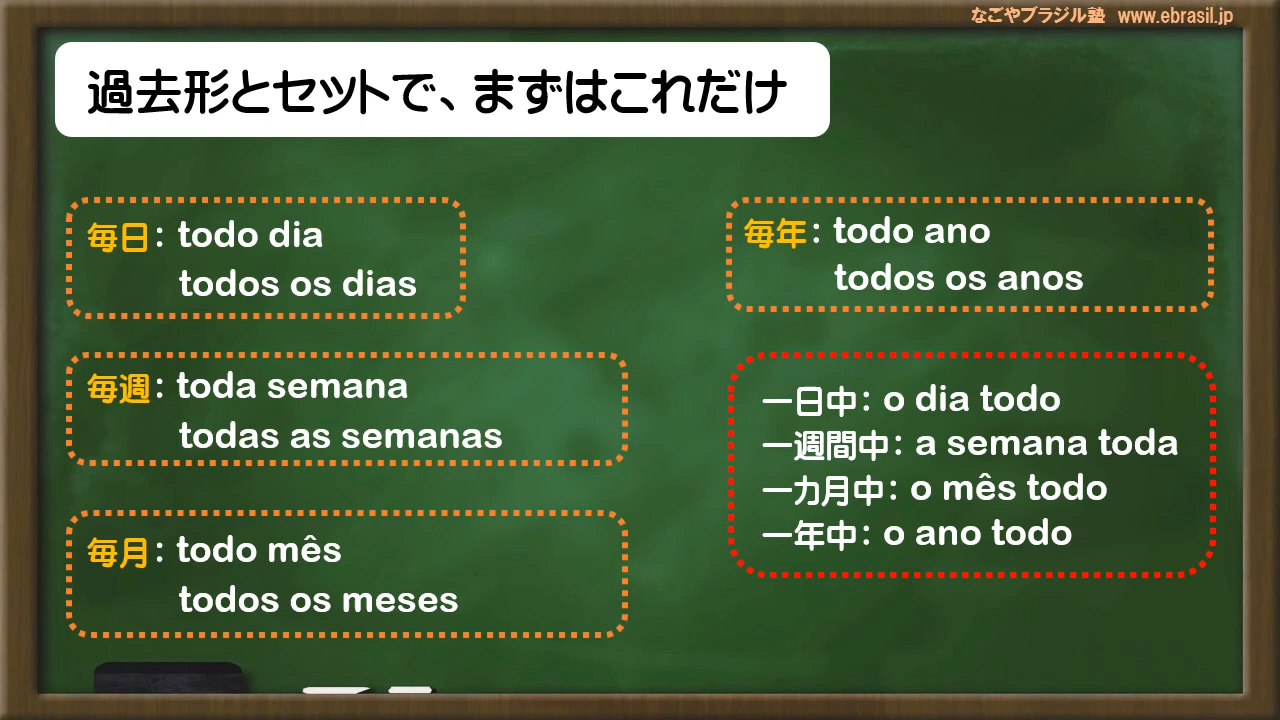 なごやブラジル塾 www.ebrasil.jp
過去形とセットで、まずはこれだけ
毎日： todo dia
todos os dias
毎週： toda semana
todas as semanas
毎月： todo mês
todos os meses
毎年： todo ano
todos os anos
一日中： o dia todo
一週間中： a semana toda
一カ月中： o mês todo
一年中： o ano todo